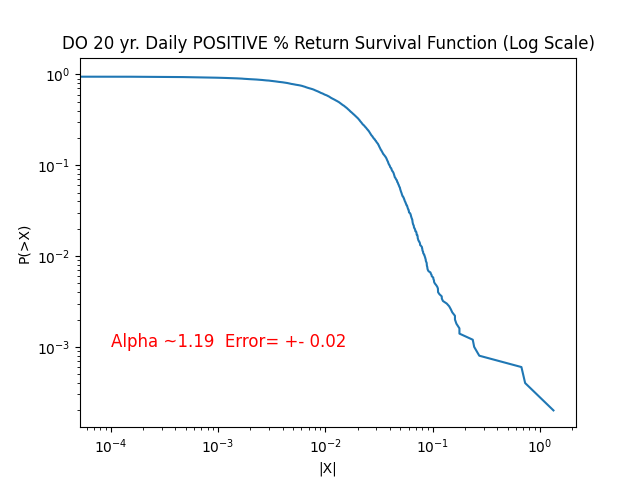 DO 20 yr. Daily POSITIVE % Return Survival Function (Log Scale)
10⁰
10⁻¹
10⁻²
10⁻³
P(>X)
Alpha ~1.19  Error= +- 0.02
10⁻⁴ 10⁻³ 10⁻² 10⁻¹ 10⁰
|X|